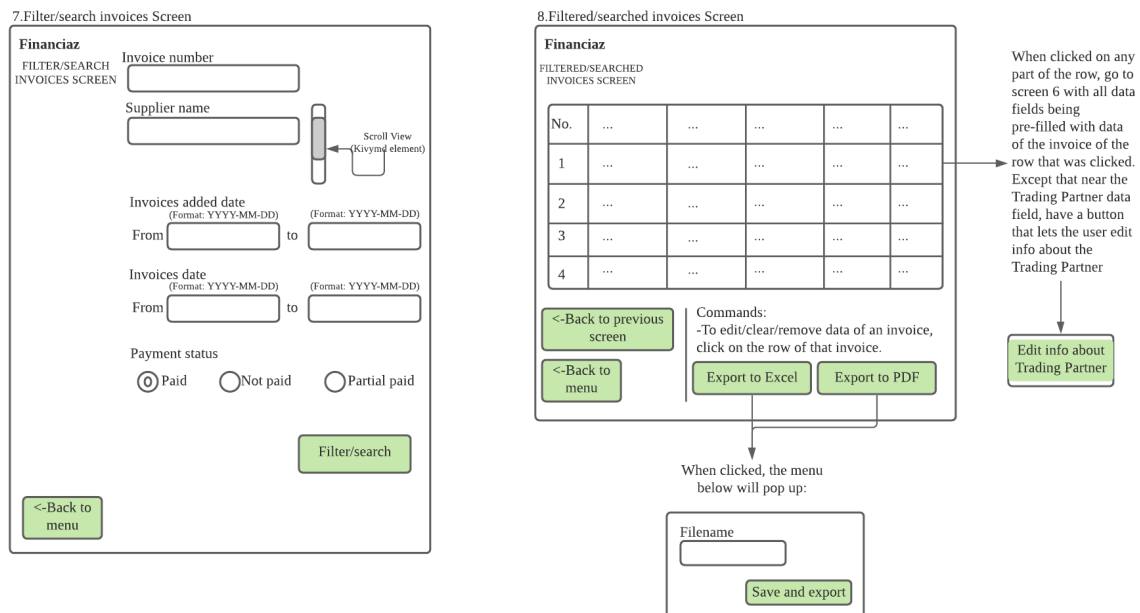 7.Filter/search invoices Screen
Financiaz
FILTER/SEARCH
INVOICES SCREEN
Invoice number
Supplier name
Scroll View
(Kivymd element)
Invoices added date
(Format: YYYY-MM-DD)
(Format: YYYY-MM-DD)
From
to
Invoices date
(Format: YYYY-MM-DD)
(Format: YYYY-MM-DD)
From
to
Payment status
Paid
Not paid
Partial paid
Filter/search
<-Back to
menu
8.Filtered/searched invoices Screen
Financiaz
FILTERED/SEARCHED
INVOICES SCREEN
No. ... ... ... ...
1 ... ... ... ...
2 ... ... ... ...
3 ... ... ... ...
4 ... ... ... ...
<-Back to previous
screen
<-Back to
menu
Commands:
-To edit/clear/remove data of an invoice,
click on the row of that invoice.
Export to Excel
Export to PDF
When clicked on any
part of the row, go to
screen 6 with all data
fields being
pre-filled with data
of the invoice of the
row that was clicked.
Except that near the
Trading Partner data
field, have a button
that lets the user edit
info about the
Trading Partner
Edit info about
Trading Partner
When clicked, the menu
below will pop up:
Filename
Save and export